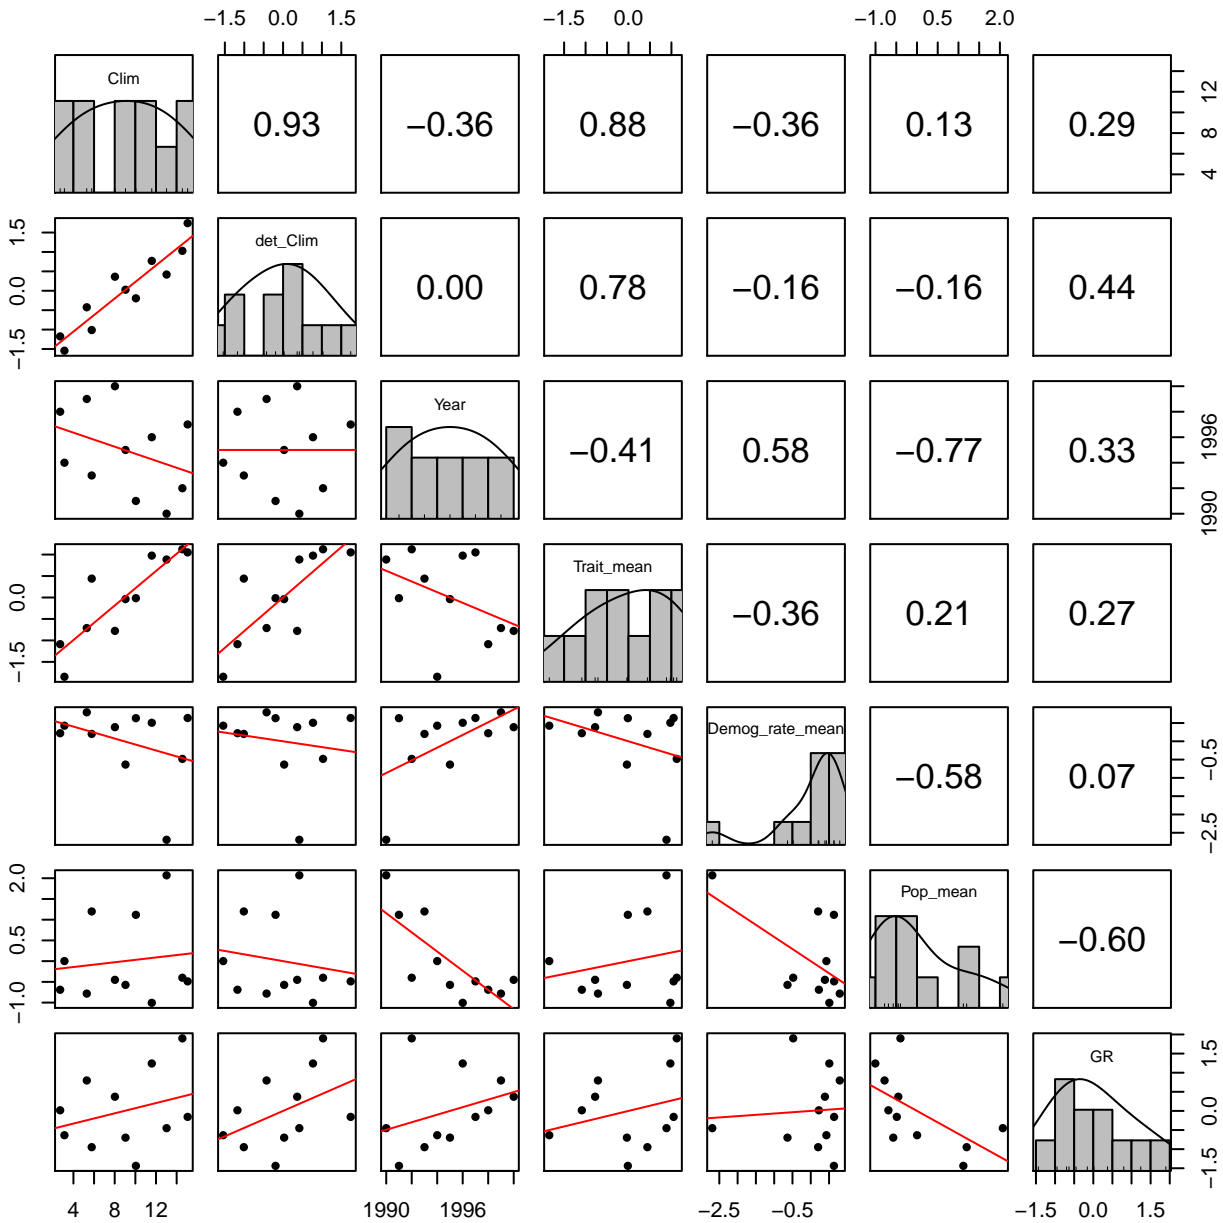 −1.5 0.0 1.5 −1.5 0.0 −1.0 0.5 2.0
Clim
0.93 −0.36 0.88 −0.36 0.13 0.29
4 8 12
−1.5 0.0 1.5
det_Clim
0.00 0.78 −0.16 −0.16 0.44
Year
−0.41 0.58 −0.77 0.33
1990 1996
−1.5 0.0
Trait_mean
−0.36 0.21 0.27
Demog_rate_mean
−0.58 0.07
−2.5 −0.5
−1.0 0.5 2.0
Pop_mean
−0.60
GR
−1.5 0.0 1.5
4 8 12 1990 1996 −2.5 −0.5 −1.5 0.0 1.5